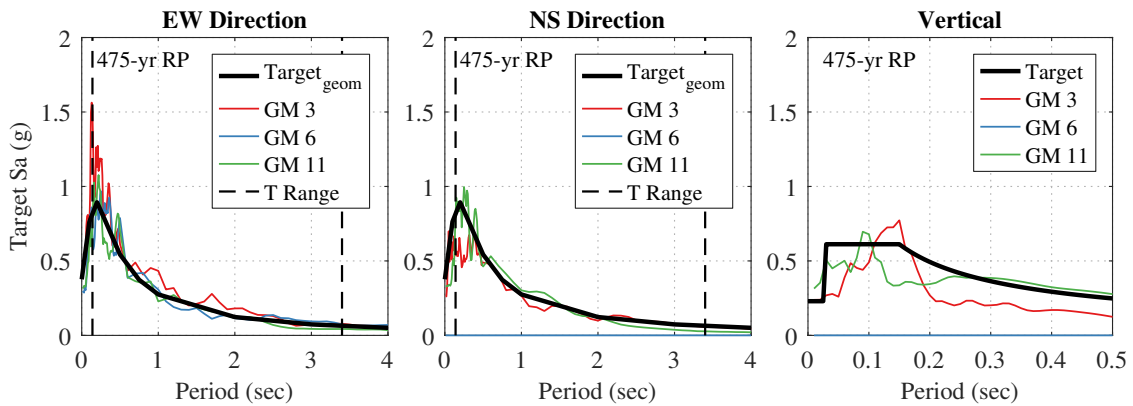 EW Direction
2
1.5
1
0.5
0
Target Sa (g)
475-yr RP
Target_geom
GM 3
GM 6
GM 11
T Range
0
1
2
3
4
Period (sec)
NS Direction
2
1.5
1
0.5
0
475-yr RP
Target_geom
GM 3
GM 6
GM 11
T Range
0
1
2
3
4
Period (sec)
Vertical
2
1.5
1
0.5
0
475-yr RP
Target
GM 3
GM 6
GM 11
0
0.1
0.2
0.3
0.4
0.5
Period (sec)